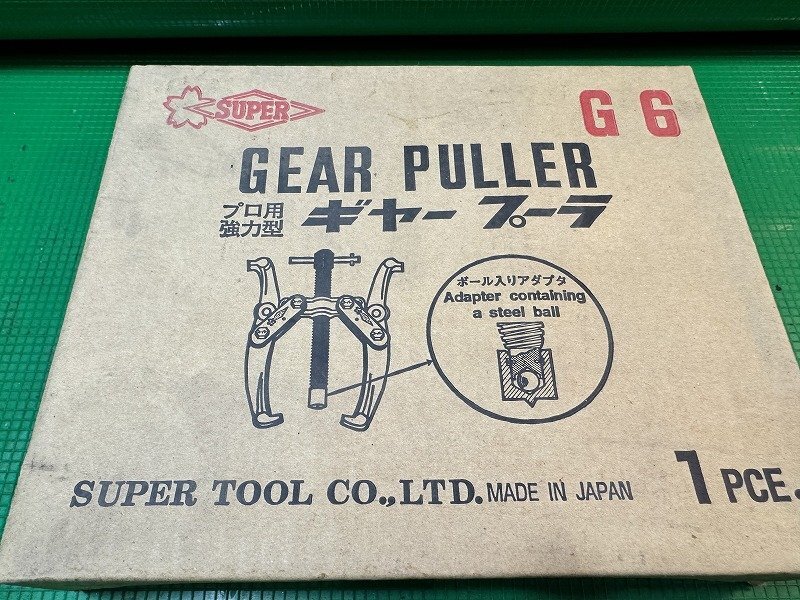 SUPER
G 6
GEAR PULLER
プロ用
強力型
ギヤープーラ
ボール入りアダプタ
Adapter containing
a steel ball
SUPER TOOL CO.,LTD. MADE IN JAPAN
1 PCE.